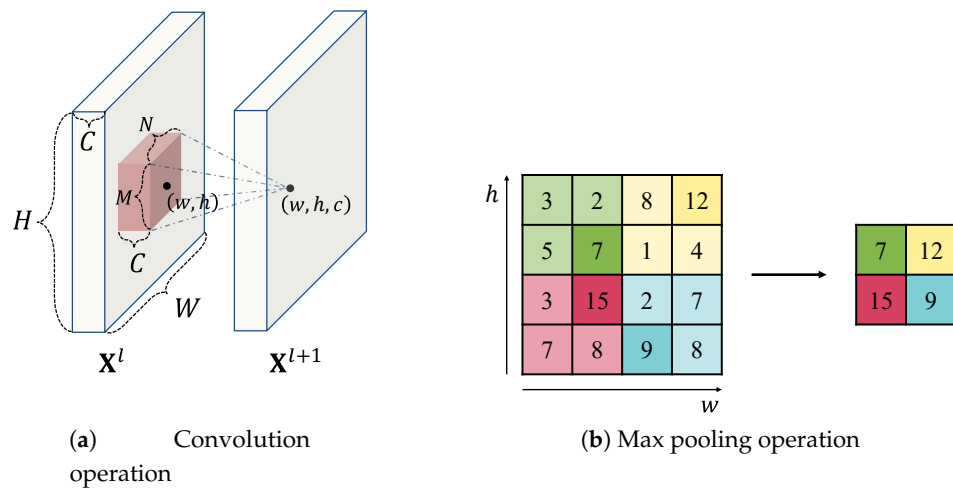 C
N
M
(w, h)
(w, h, c)
H
C
W
X^l
X^{l+1}
(a) Convolution
operation
h
3 2 8 12
5 7 1 4
3 15 2 7
7 8 9 8
w
7 12
15 9
(b) Max pooling operation